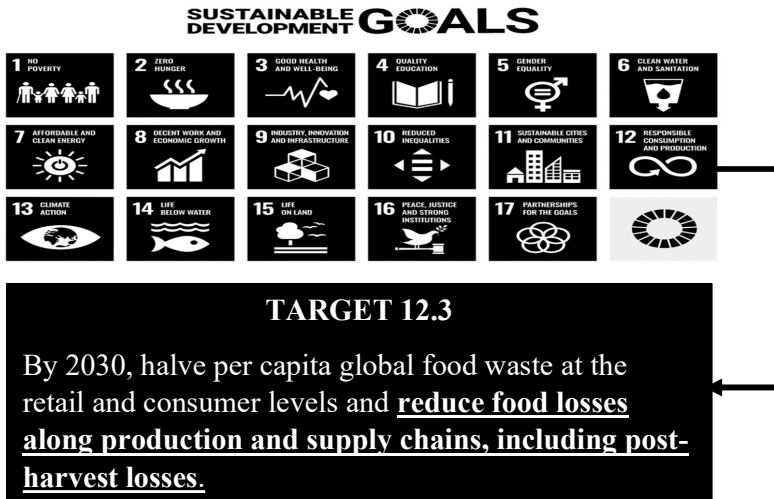 SUSTAINABLE
DEVELOPMENT GOALS
1 NO
POVERTY
2 ZERO
HUNGER
3 GOOD HEALTH
AND WELL-BEING
4 QUALITY
EDUCATION
5 GENDER
EQUALITY
6 CLEAN WATER
AND SANITATION
7 AFFORDABLE AND
CLEAN ENERGY
8 DECENT WORK AND
ECONOMIC GROWTH
9 INDUSTRY, INNOVATION
AND INFRASTRUCTURE
10 REDUCED
INEQUALITIES
11 SUSTAINABLE CITIES
AND COMMUNITIES
12 RESPONSIBLE
CONSUMPTION
AND PRODUCTION
13 CLIMATE
ACTION
14 LIFE
BELOW WATER
15 LIFE
ON LAND
16 PEACE, JUSTICE
AND STRONG
INSTITUTIONS
17 PARTNERSHIPS
FOR THE GOALS
TARGET 12.3
By 2030, halve per capita global food waste at the
retail and consumer levels and reduce food losses
along production and supply chains, including post-
harvest losses.